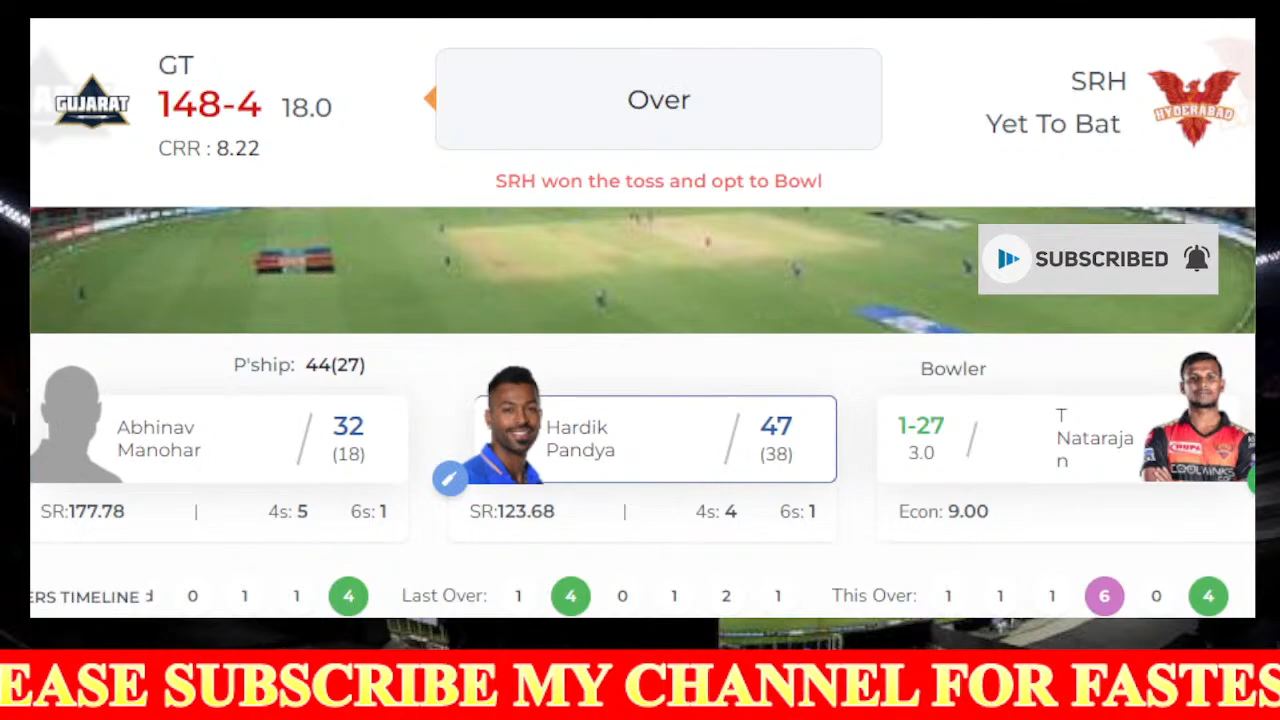 GT
148-4 18.0
CRR : 8.22
GUJARAT
Over
SRH won the toss and opt to Bowl
SRH
Yet To Bat
HYDERABAD
SUBSCRIBED
P'ship: 44(27)
Abhinav
Manohar
32
(18)
SR:177.78 | 4s: 5 6s: 1
Hardik
Pandya
47
(38)
SR:123.68 | 4s: 4 6s: 1
Bowler
1-27
3.0
T
Nataraja
n
CHUPA
COOLWINKS
Econ: 9.00
ERS TIMELINE 0 1 1 4 Last Over: 1 4 0 1 2 1 This Over: 1 1 1 6 0 4
EASE SUBSCRIBE MY CHANNEL FOR FASTES